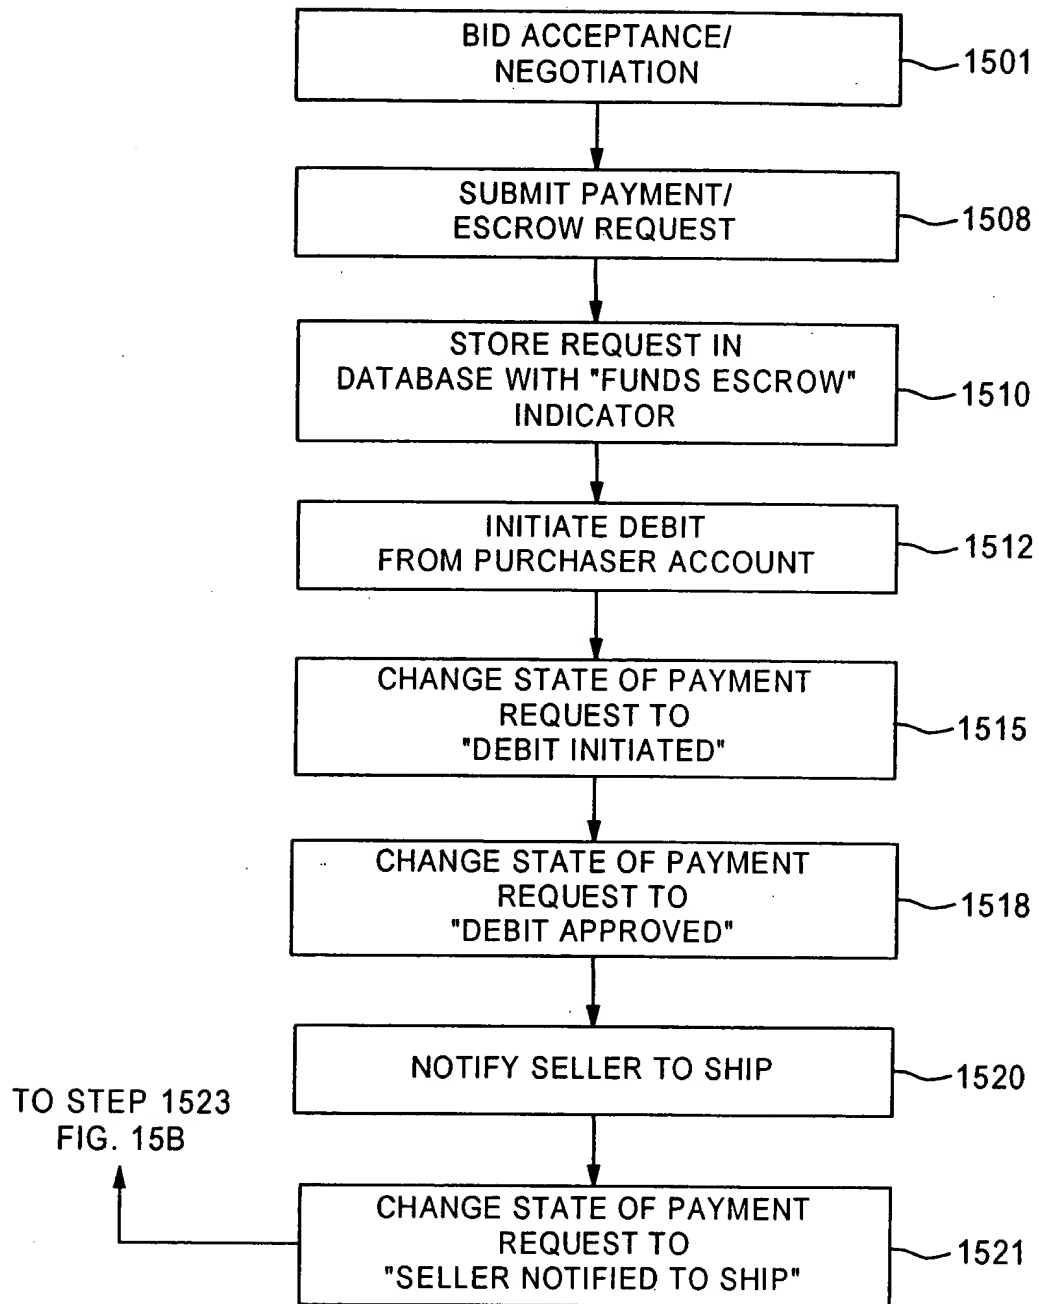 BID ACCEPTANCE/
NEGOTIATION
1501
SUBMIT PAYMENT/
ESCROW REQUEST
1508
STORE REQUEST IN
DATABASE WITH "FUNDS ESCROW"
INDICATOR
1510
INITIATE DEBIT
FROM PURCHASER ACCOUNT
1512
CHANGE STATE OF PAYMENT
REQUEST TO
"DEBIT INITIATED"
1515
CHANGE STATE OF PAYMENT
REQUEST TO
"DEBIT APPROVED"
1518
NOTIFY SELLER TO SHIP
1520
TO STEP 1523
FIG. 15B
CHANGE STATE OF PAYMENT
REQUEST TO
"SELLER NOTIFIED TO SHIP"
1521